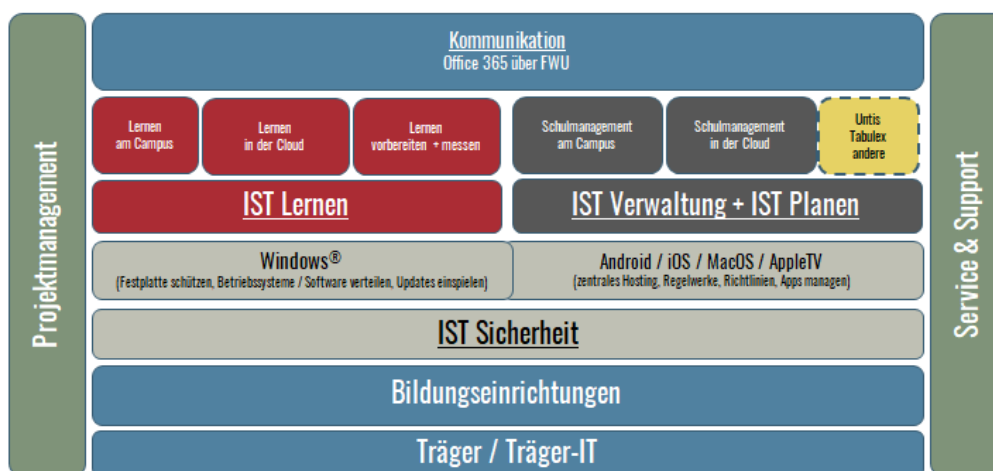 Projektmanagement
Kommunikation
Office 365 über FWU
Lernen
am Campus
Lernen
in der Cloud
Lernen
vorbereiten + messen
Schulmanagement
am Campus
Schulmanagement
in der Cloud
Untis
Tabulex
andere
IST Lernen
IST Verwaltung + IST Planen
Windows®
(Festplatte schützen, Betriebssysteme / Software verteilen, Updates einspielen)
Android / iOS / MacOS / AppleTV
(zentrales Hosting, Regelwerke, Richtlinien, Apps managen)
IST Sicherheit
Bildungseinrichtungen
Träger / Träger-IT
Service & Support